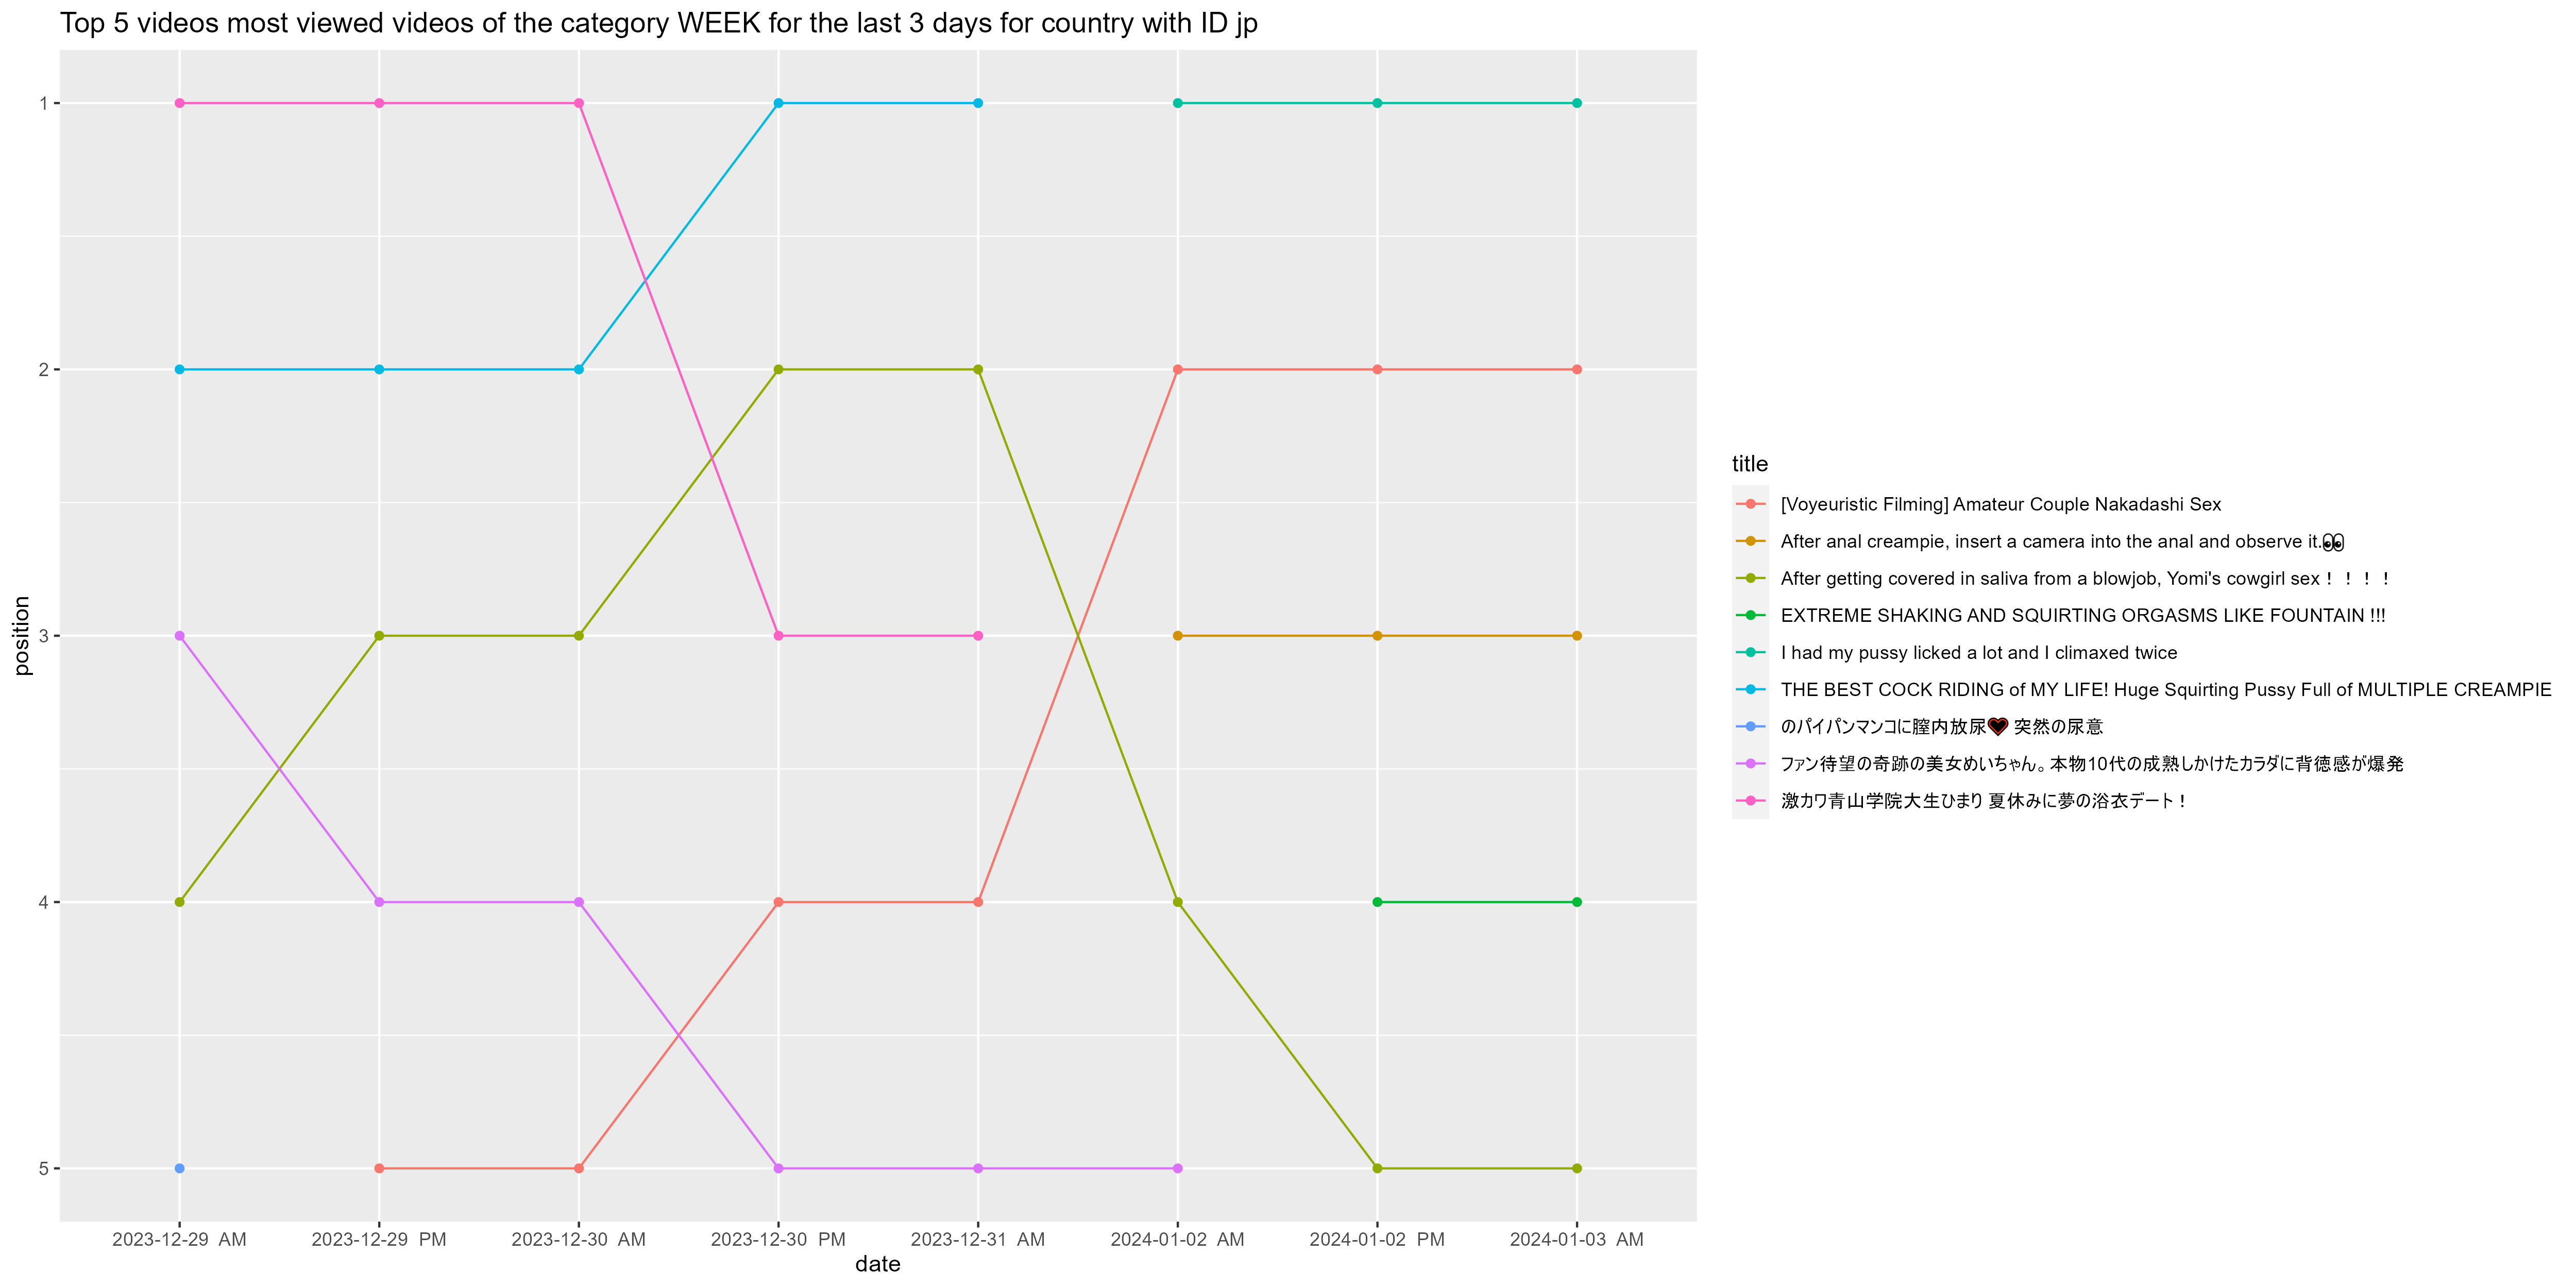 Top 5 videos most viewed videos of the category WEEK for the last 3 days for country with ID jp
1
2
3
4
5
position
2023-12-29 AM
2023-12-29 PM
2023-12-30 AM
2023-12-30 PM
2023-12-31 AM
2024-01-02 AM
2024-01-02 PM
2024-01-03 AM
date
title
[Voyeuristic Filming] Amateur Couple Nakadashi Sex
After anal creampie, insert a camera into the anal and observe it.👀
After getting covered in saliva from a blowjob, Yomi's cowgirl sex！！！！
EXTREME SHAKING AND SQUIRTING ORGASMS LIKE FOUNTAIN !!!
I had my pussy licked a lot and I climaxed twice
THE BEST COCK RIDING of MY LIFE! Huge Squirting Pussy Full of MULTIPLE CREAMPIE
のパイパンマンコに膣内放尿❤ 突然の尿意
ファン待望の奇跡の美女めいちゃん。本物10代の成熟しかけたカラダに背徳感が爆発
激カワ青山学院大生ひまり 夏休みに夢の浴衣デート！